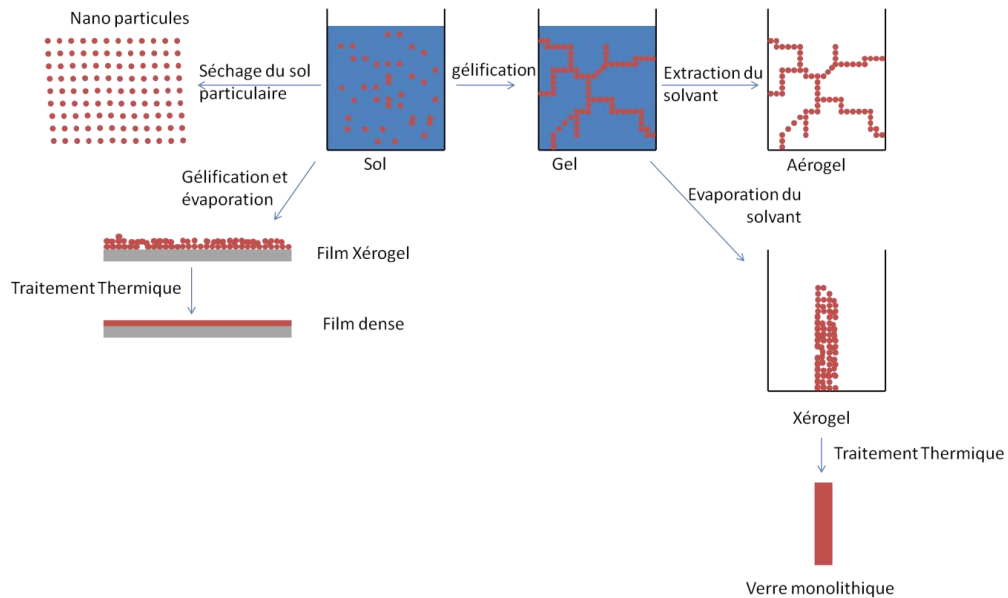 Nano particules
Séchage du sol
particulaire
gélification
Extraction du
solvant
Sol
Gel
Aérogel
Gélification et
évaporation
Evaporation du
solvant
Film Xérogel
Traitement Thermique
Film dense
Xérogel
Traitement Thermique
Verre monolithique